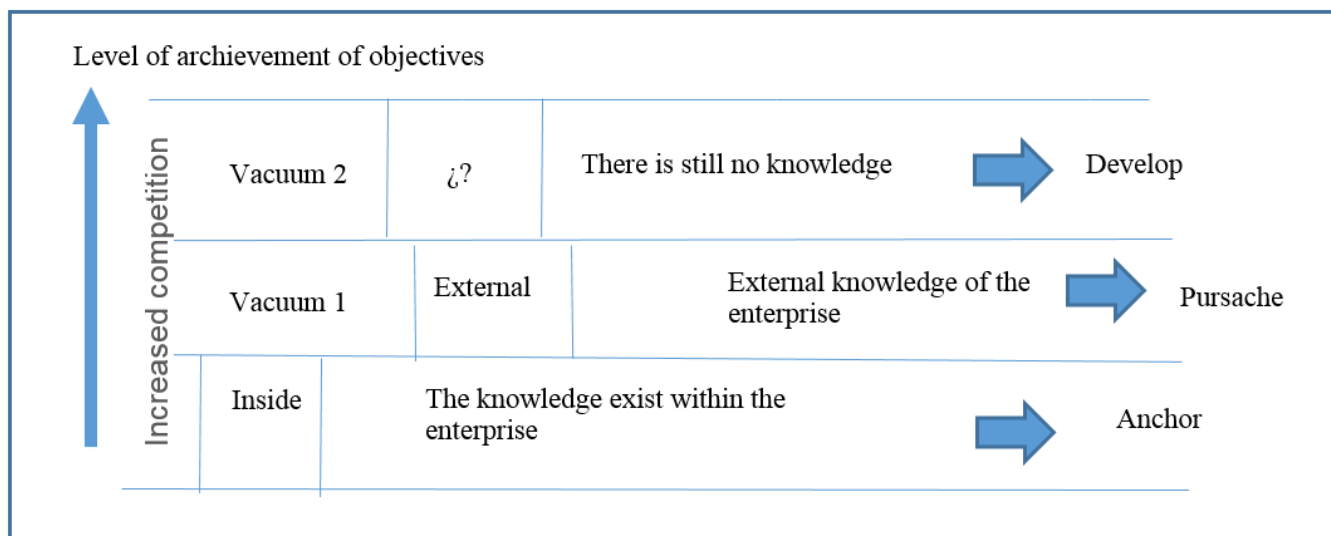 Level of archievement of objectives
Increased competition
Vacuum 2
¿?
There is still no knowledge
Develop
Vacuum 1
External
External knowledge of the
enterprise
Pursache
Inside
The knowledge exist within the
enterprise
Anchor